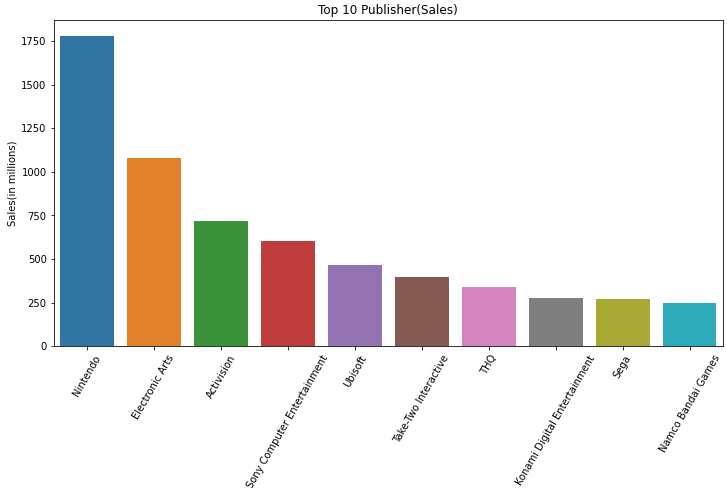 Top 10 Publisher(Sales)
Sales(in millions)
1750
1500
1250
1000
750
500
250
0
Nintendo
Electronic Arts
Activision
Sony Computer Entertainment
Ubisoft
Take-Two Interactive
THQ
Konami Digital Entertainment
Sega
Namco Bandai Games